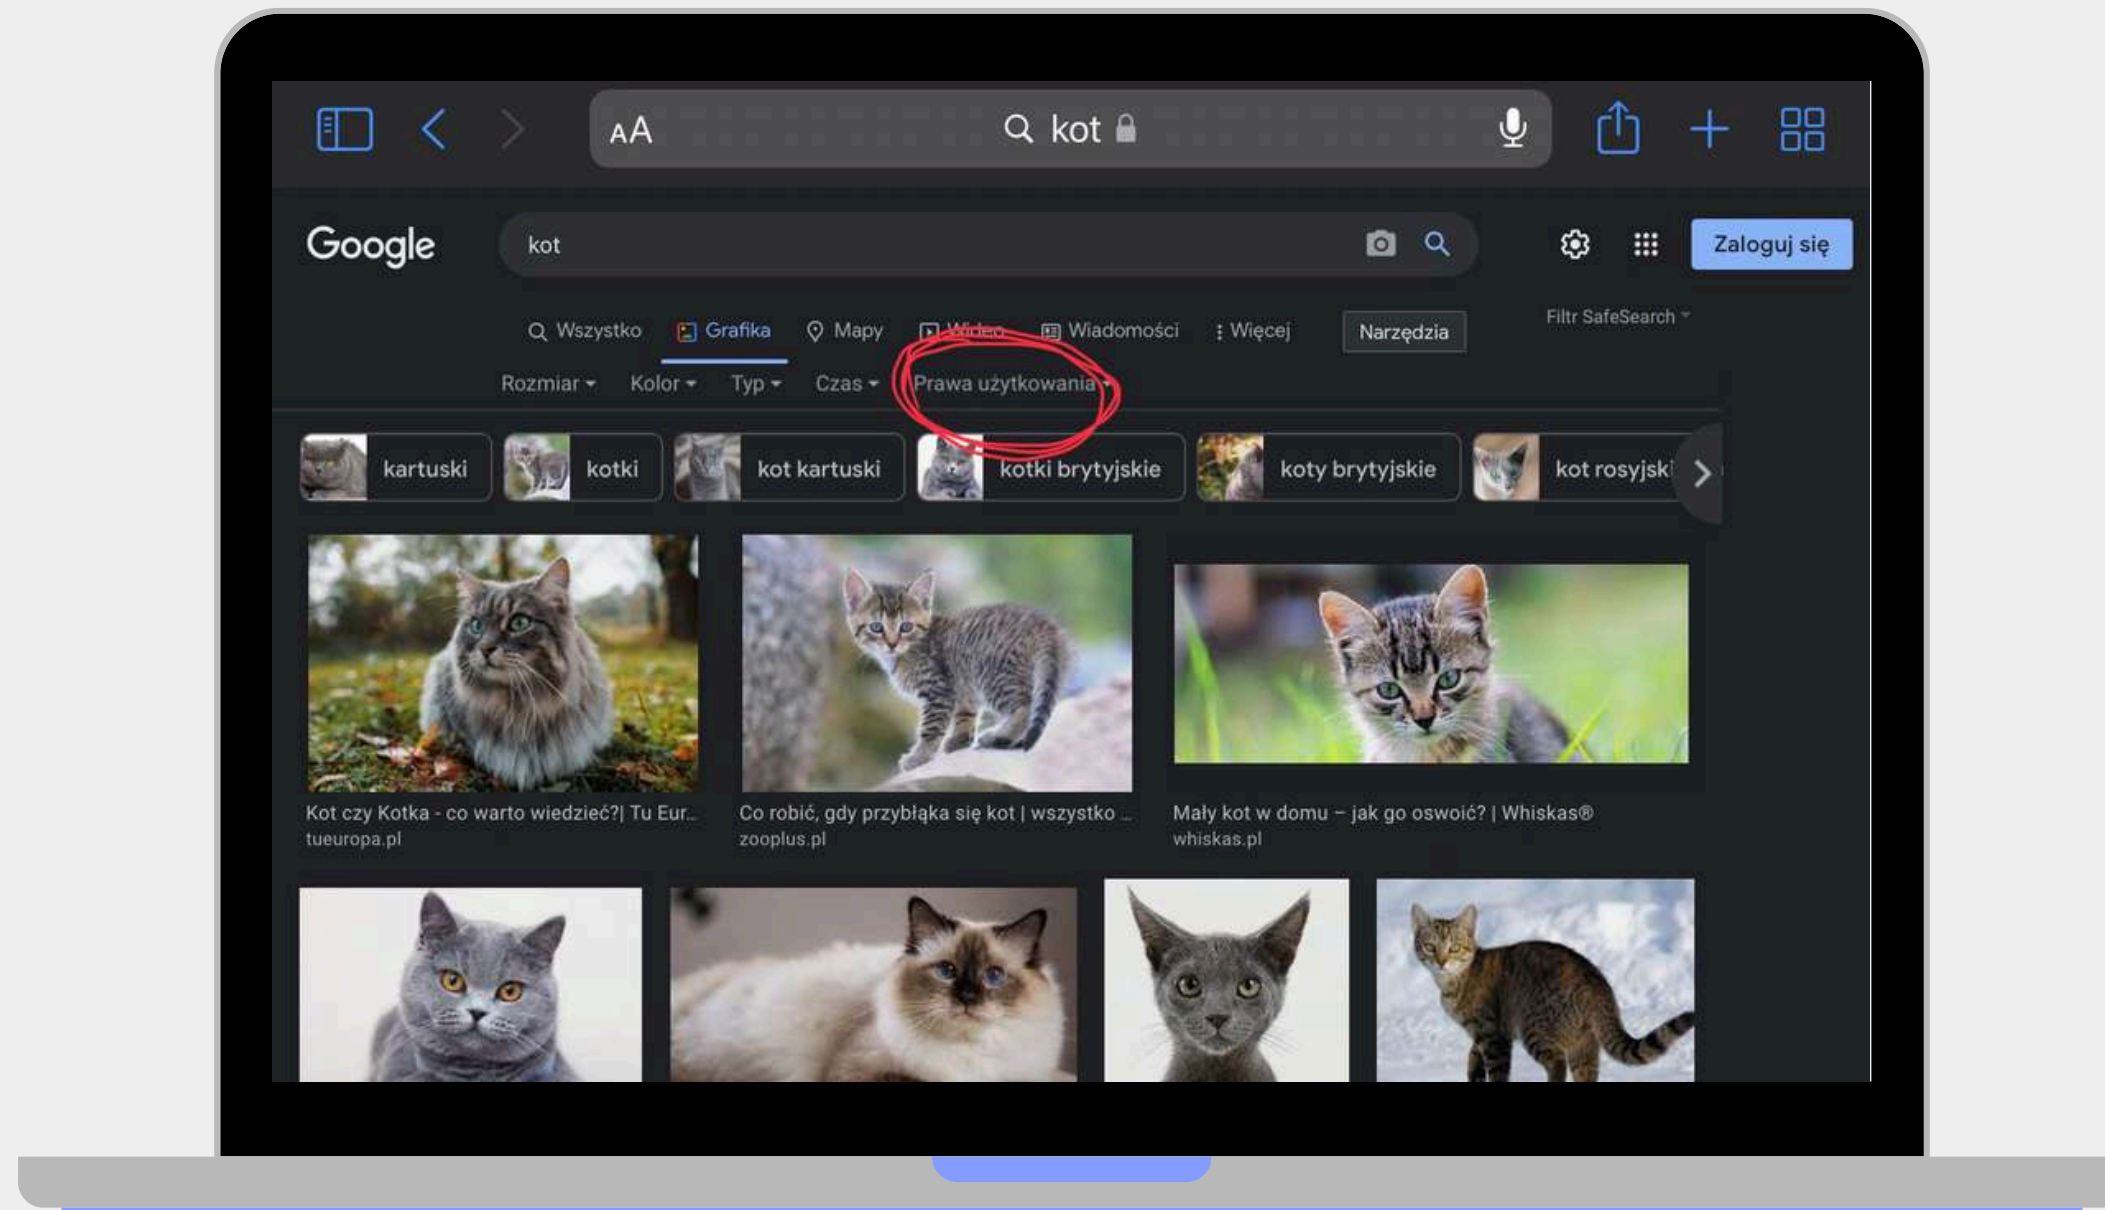 AA kot
Google kot Zaloguj się
Wszystko Grafika Mapy Wideo Wiadomości Więcej Narzędzia Filtr SafeSearch
Rozmiar Kolor Typ Czas Prawa użytkowania
kartuski kotki kot kartuski kotki brytyjskie koty brytyjskie kot rosyjski
Kot czy Kotka - co warto wiedzieć?| Tu Eur... Co robić, gdy przybłąka się kot | wszystko ... Mały kot w domu – jak go oswoić? | Whiskas®
tueuropa.pl zooplus.pl whiskas.pl